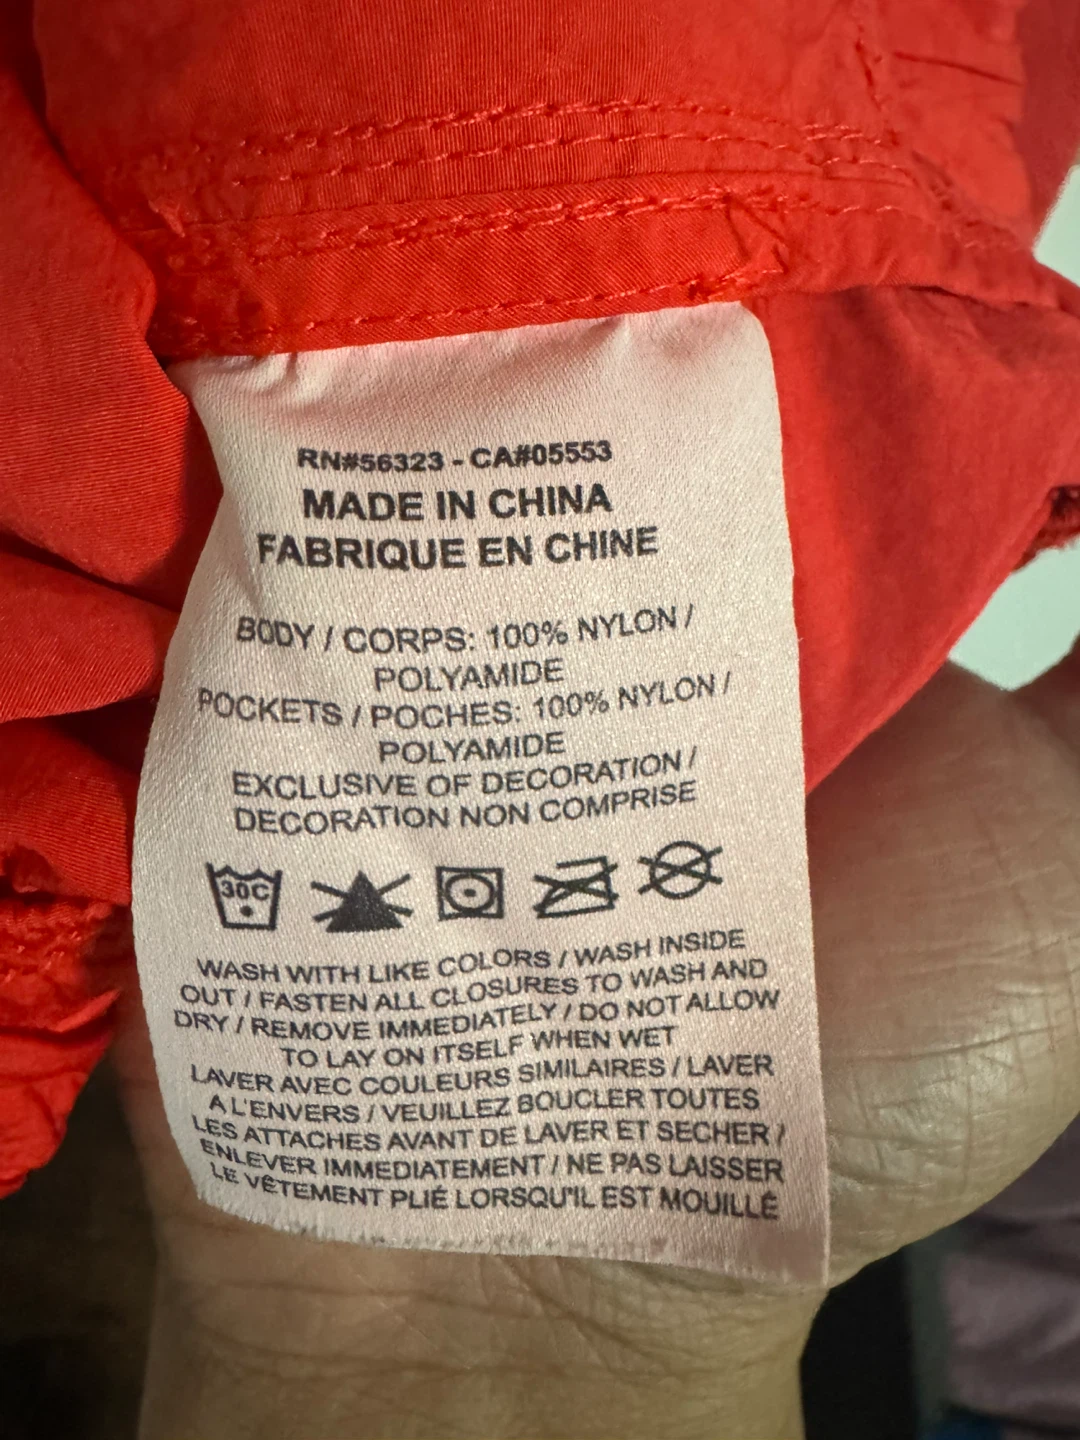 RN#56323 - CA#05553
MADE IN CHINA
FABRIQUE EN CHINE
BODY / CORPS: 100% NYLON /
POLYAMIDE
POCKETS / POCHES: 100% NYLON /
POLYAMIDE
EXCLUSIVE OF DECORATION /
DECORATION NON COMPRISE
30C
WASH WITH LIKE COLORS / WASH INSIDE
OUT / FASTEN ALL CLOSURES TO WASH AND
DRY / REMOVE IMMEDIATELY / DO NOT ALLOW
TO LAY ON ITSELF WHEN WET
LAVER AVEC COULEURS SIMILAIRES / LAVER
A L'ENVERS / VEUILLEZ BOUCLER TOUTES
LES ATTACHES AVANT DE LAVER ET SECHER /
ENLEVER IMMEDIATEMENT / NE PAS LAISSER
LE VÊTEMENT PLIÉ LORSQU'IL EST MOUILLÉ